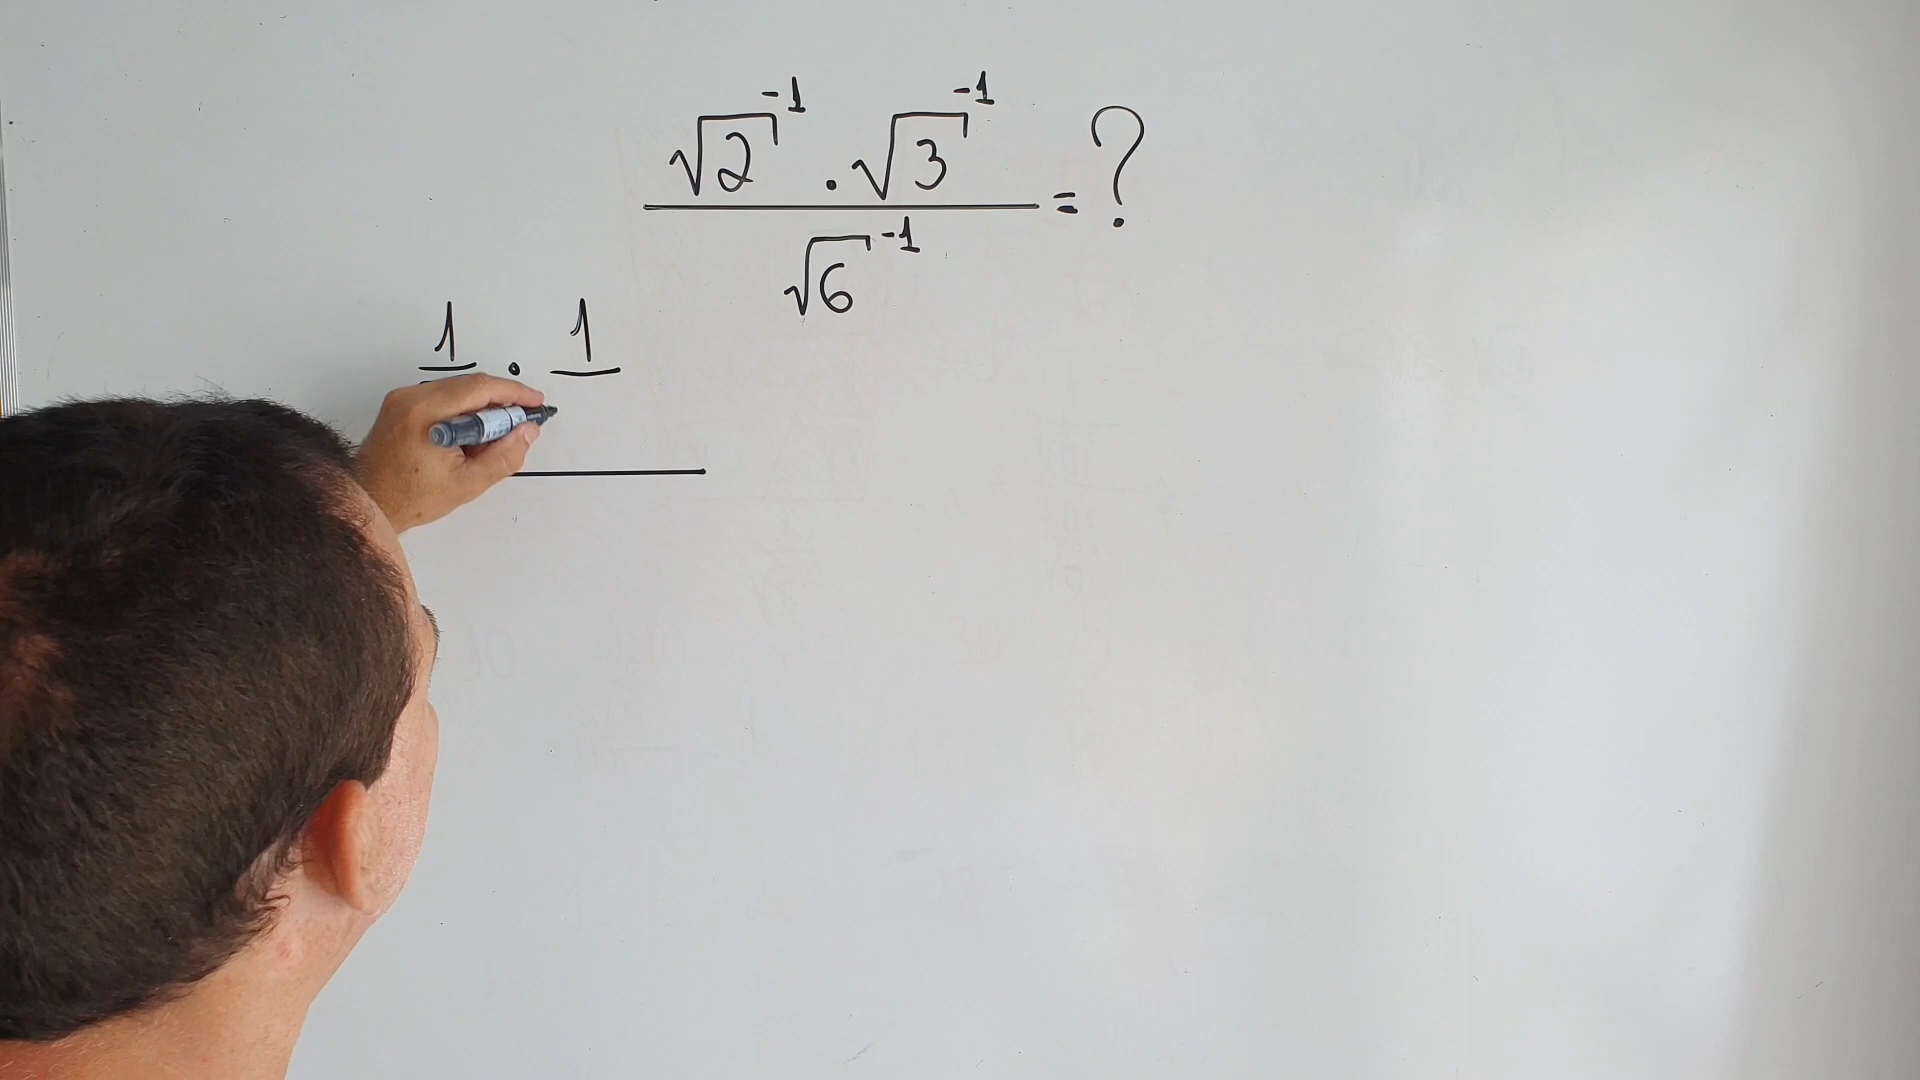 √2⁻¹ · √3⁻¹ = ?
√6⁻¹
1 · 1